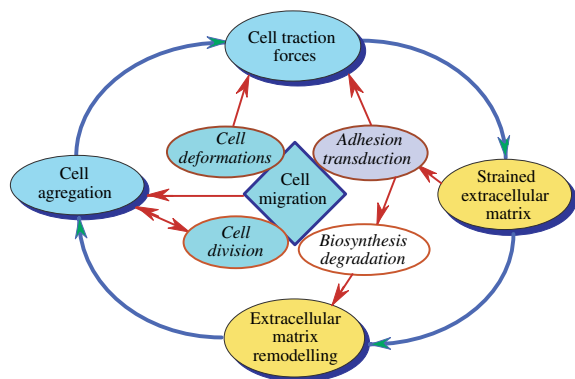 Cell traction
forces
Cell
deformations
Adhesion
transduction
Cell
agregation
Cell
migration
Strained
extracellular
matrix
Cell
division
Biosynthesis
degradation
Extracellular
matrix
remodelling